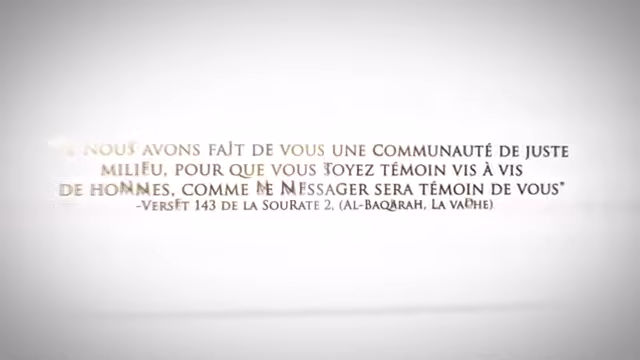 NOUS AVONS FAIT DE VOUS UNE COMMUNAUTÉ DE JUSTE
MILIEU, POUR QUE VOUS SOYEZ TÉMOIN VIS À VIS
DE HOMMES, COMME LE MESSAGER SERA TÉMOIN DE VOUS"
-VERSET 143 DE LA SOURATE 2, (AL-BAQARAH, LA VACHE)